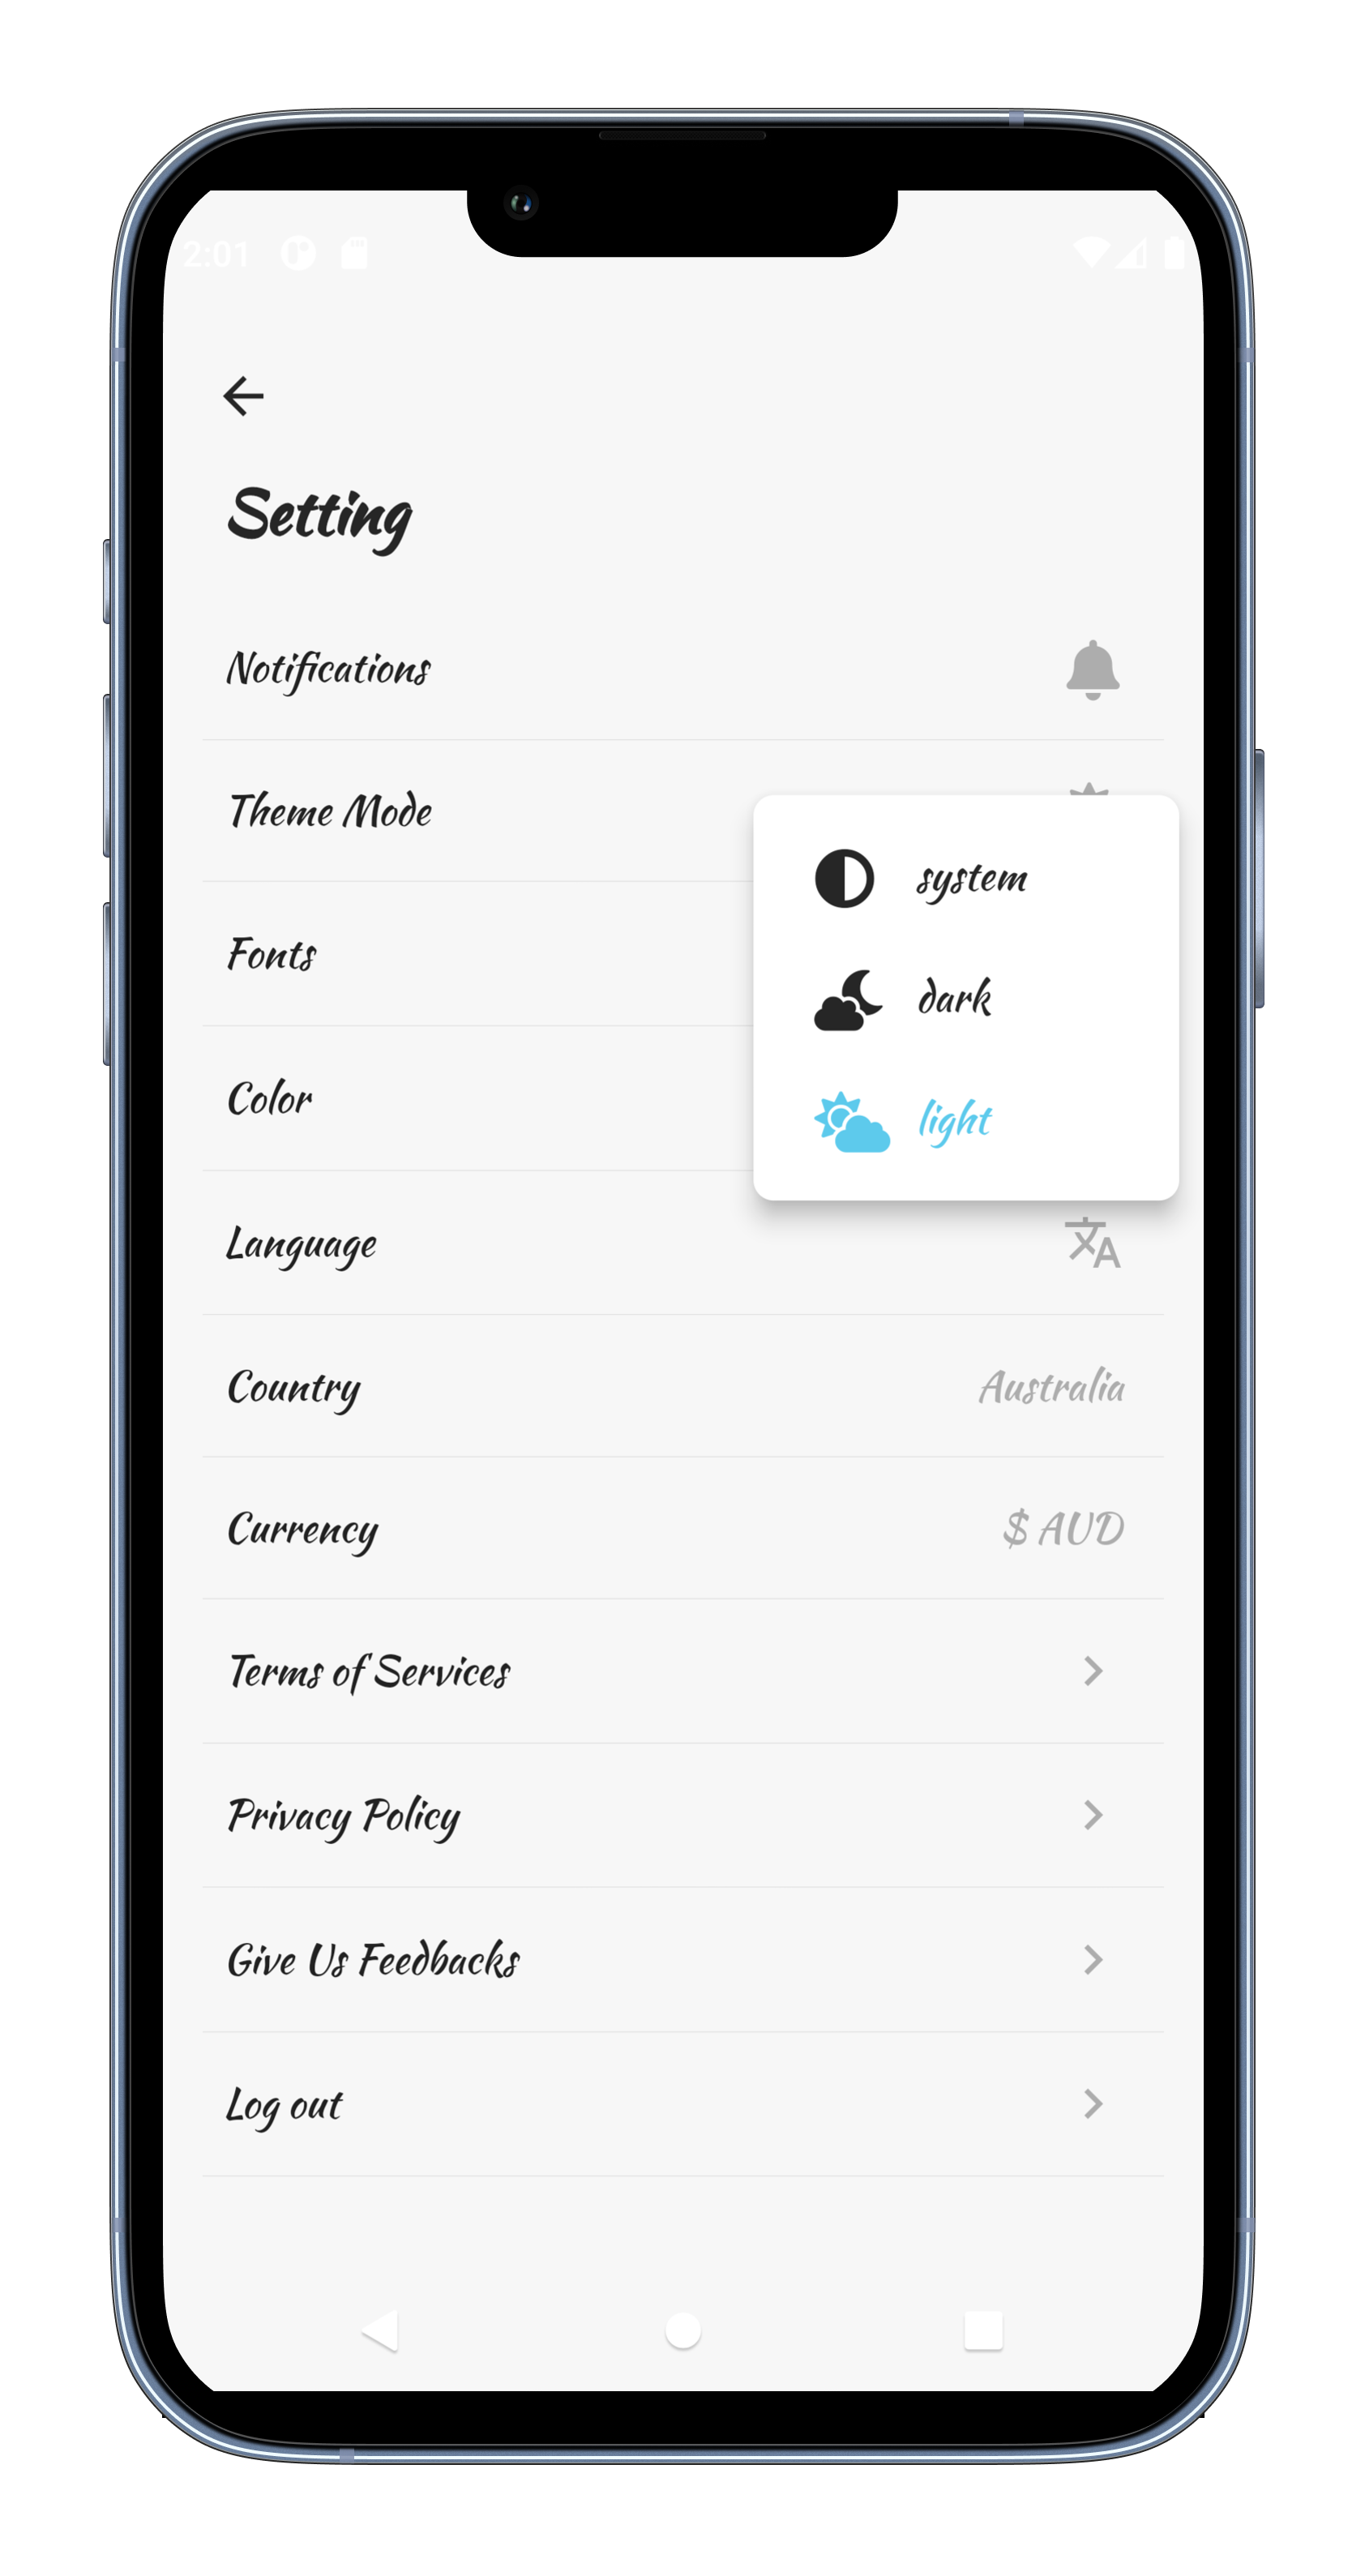 2:01
Setting
Notifications
Theme Mode
system
Fonts
dark
Color
light
Language
Country Australia
Currency $ AUD
Terms of Services
Privacy Policy
Give Us Feedbacks
Log out